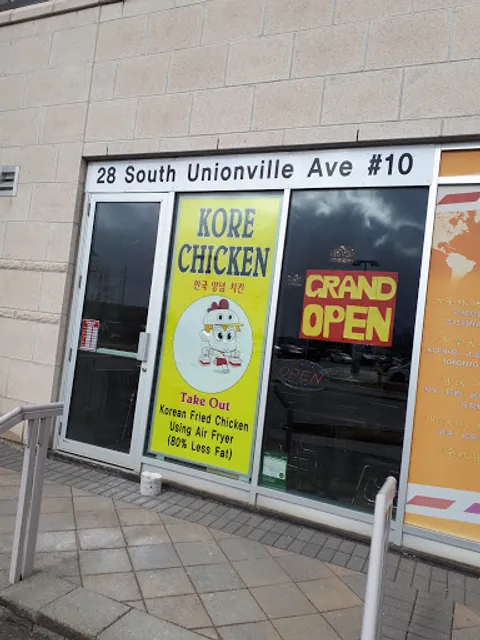 28 South Unionville Ave #10
KORE
CHICKEN
한국 양념 치킨
Take Out
Korean Fried Chicken
Using Air Fryer
(80% Less Fat)
GRAND
OPEN
OPEN